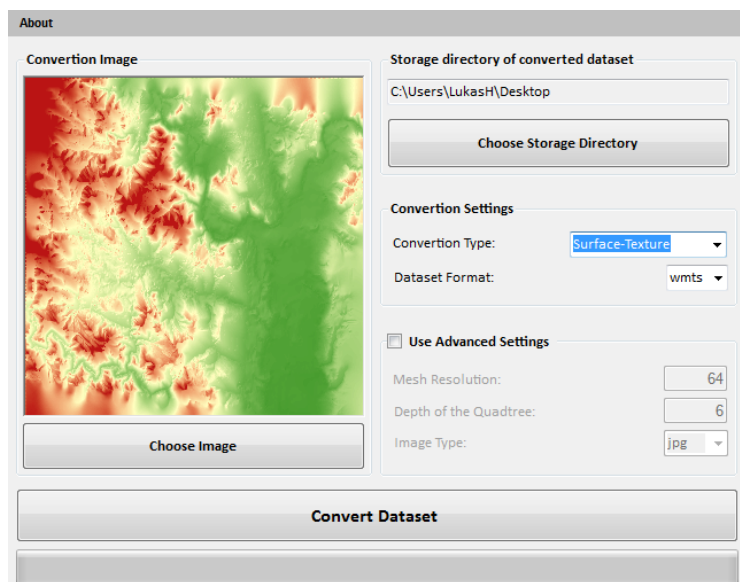 About
Convertion Image
Choose Image
Storage directory of converted dataset
C:\Users\LukasH\Desktop
Choose Storage Directory
Convertion Settings
Convertion Type: Surface-Texture
Dataset Format: wmts
Use Advanced Settings
Mesh Resolution: 64
Depth of the Quadtree: 6
Image Type: jpg
Convert Dataset